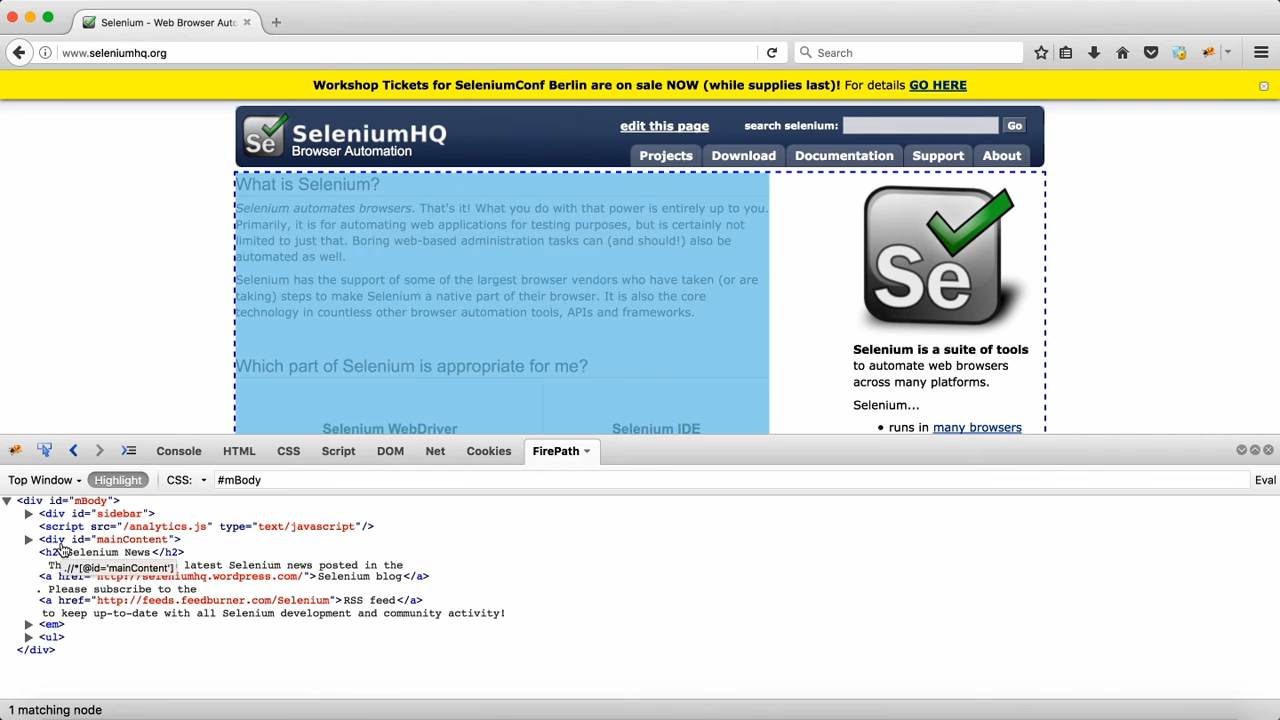 Selenium - Web Browser Auto
www.seleniumhq.org
Search
Workshop Tickets for SeleniumConf Berlin are on sale NOW (while supplies last)! For details GO HERE
Se SeleniumHQ
Browser Automation
edit this page
search selenium:
Go
Projects
Download
Documentation
Support
About
What is Selenium?
Selenium automates browsers. That's it! What you do with that power is entirely up to you.
Primarily, it is for automating web applications for testing purposes, but is certainly not
limited to just that. Boring web-based administration tasks can (and should!) also be
automated as well.
Selenium has the support of some of the largest browser vendors who have taken (or are
taking) steps to make Selenium a native part of their browser. It is also the core
technology in countless other browser automation tools, APIs and frameworks.
Which part of Selenium is appropriate for me?
Selenium WebDriver
Selenium IDE
Se
Selenium is a suite of tools
to automate web browsers
across many platforms.
Selenium...
• runs in many browsers
Console
HTML
CSS
Script
DOM
Net
Cookies
FirePath
Top Window
Highlight
CSS:
#mBody
Eval
<div id="mBody">
<div id="sidebar">
<script src="/analytics.js" type="text/javascript"/>
<div id="mainContent">
<h2>Selenium News</h2>
latest Selenium news posted in the
.//*[@id='mainContent']
<a href="http://seleniumhq.wordpress.com/">Selenium blog</a>
. Please subscribe to the
<a href="http://feeds.feedburner.com/Selenium">RSS feed</a>
to keep up-to-date with all Selenium development and community activity!
<em>
<ul>
</div>
1 matching node